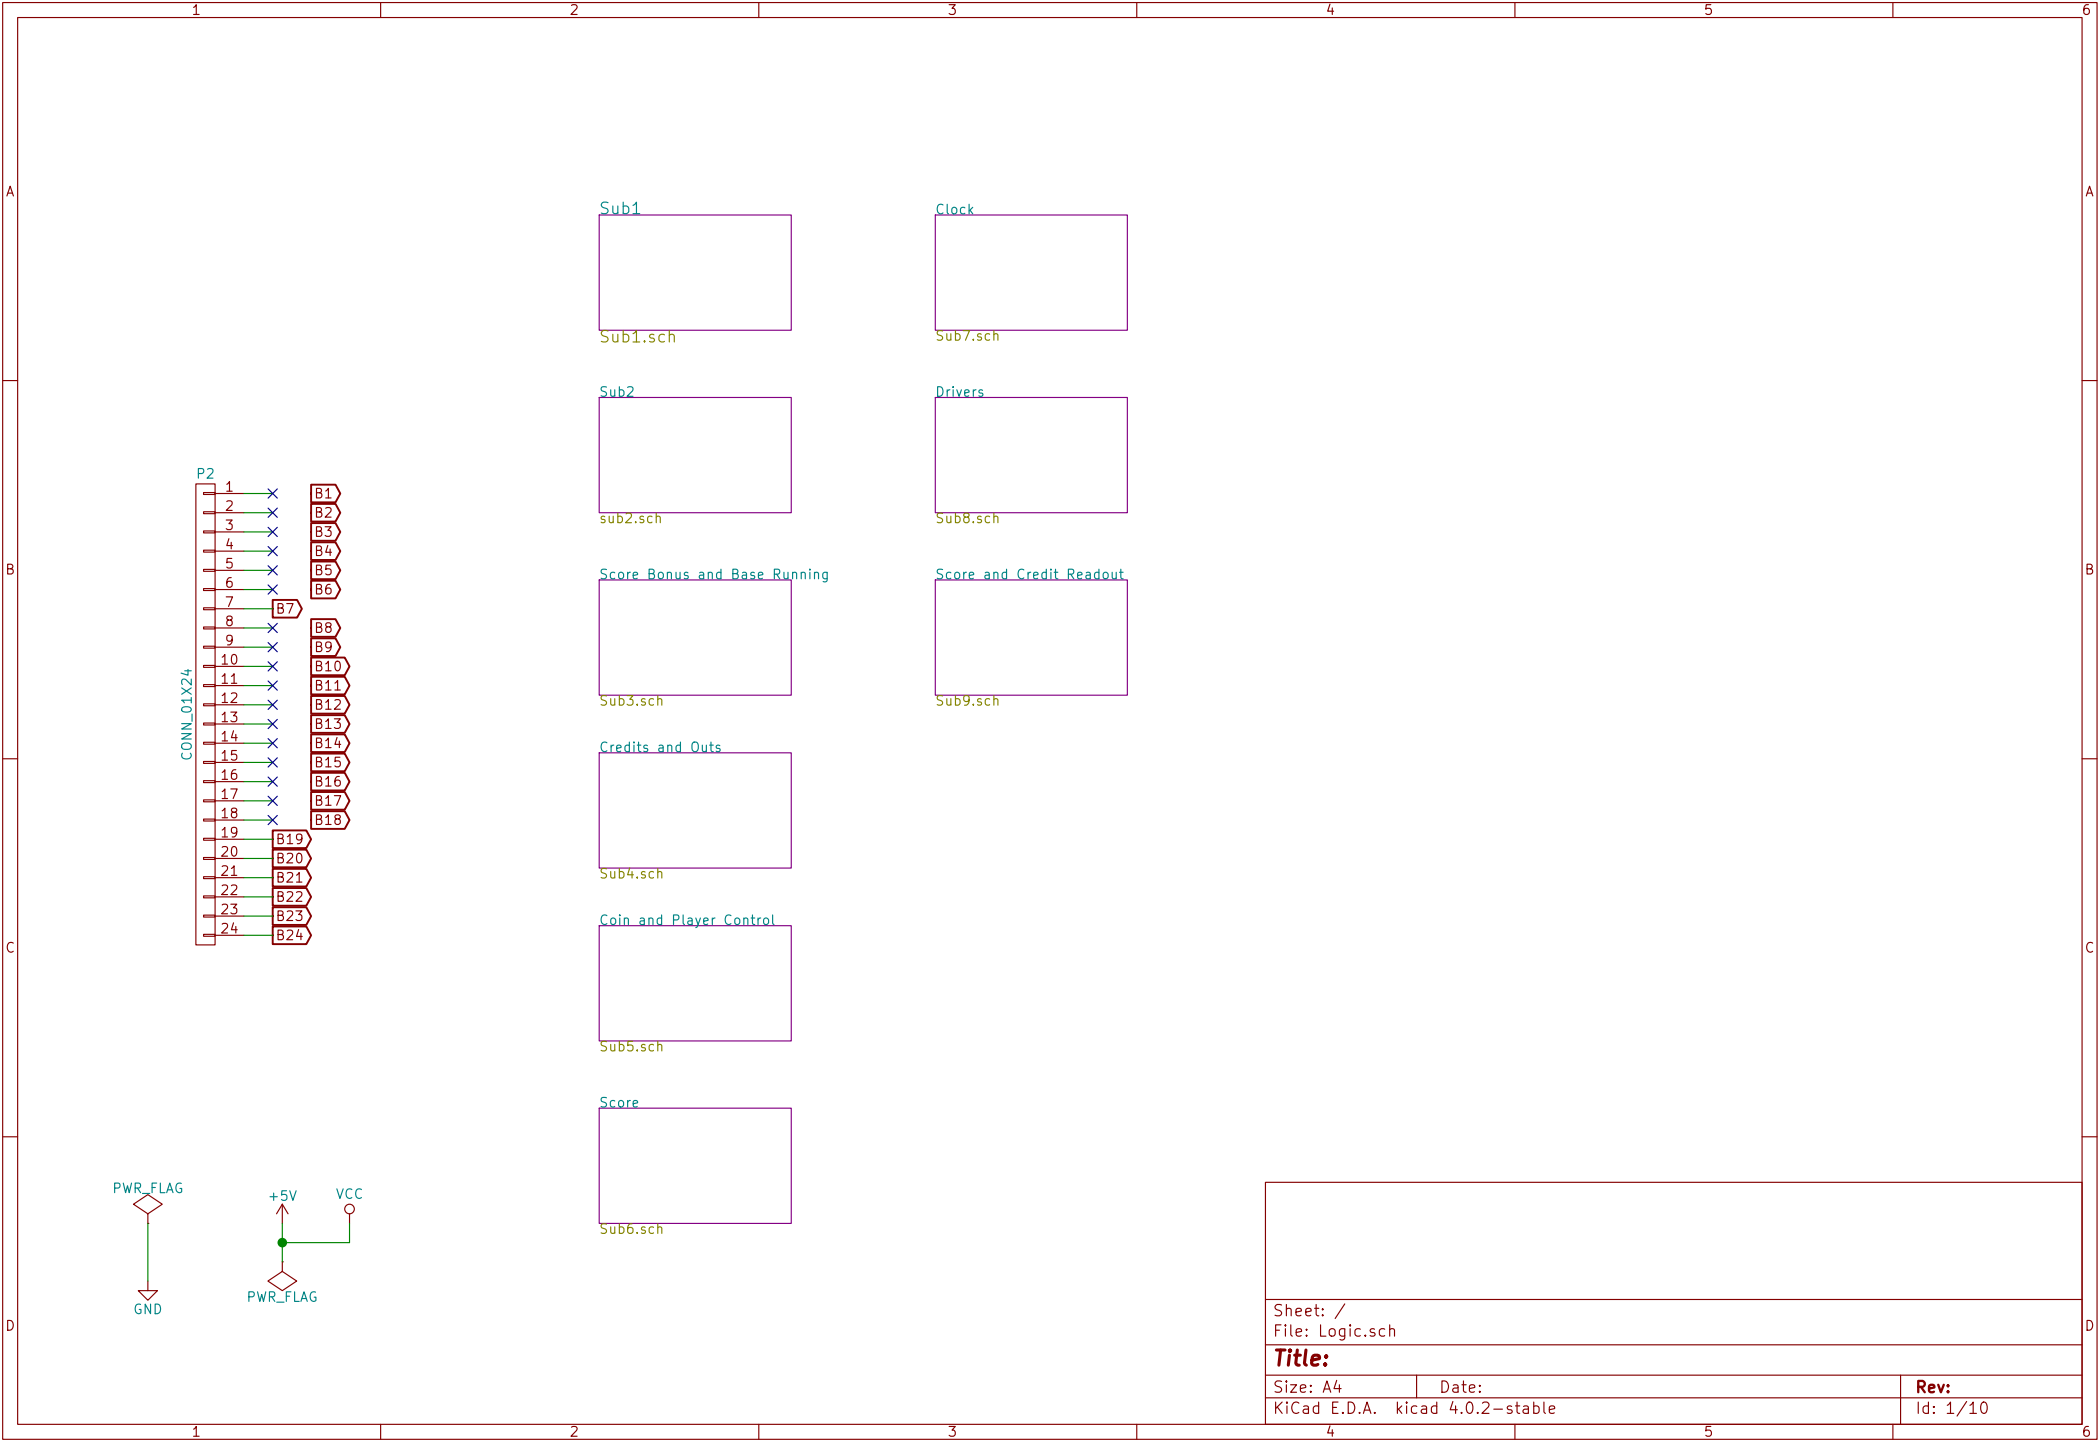 1 2 3 4 5 6
A A
Sub1
Sub1.sch
Clock
Sub7.sch
Sub2
sub2.sch
Drivers
Sub8.sch
B B
Score Bonus and Base Running
Sub3.sch
Score and Credit Readout
Sub9.sch
Credits and Outs
Sub4.sch
Coin and Player Control
Sub5.sch
Score
Sub6.sch
P2
CONN_01X24
1 B1
2 B2
3 B3
4 B4
5 B5
6 B6
7 B7
8 B8
9 B9
10 B10
11 B11
12 B12
13 B13
14 B14
15 B15
16 B16
17 B17
18 B18
19 B19
20 B20
21 B21
22 B22
23 B23
24 B24
C C
PWR_FLAG
GND
+5V
VCC
PWR_FLAG
D D
Sheet: /
File: Logic.sch
Title:
Size: A4 Date: Rev:
KiCad E.D.A. kicad 4.0.2-stable Id: 1/10
1 2 3 4 5 6